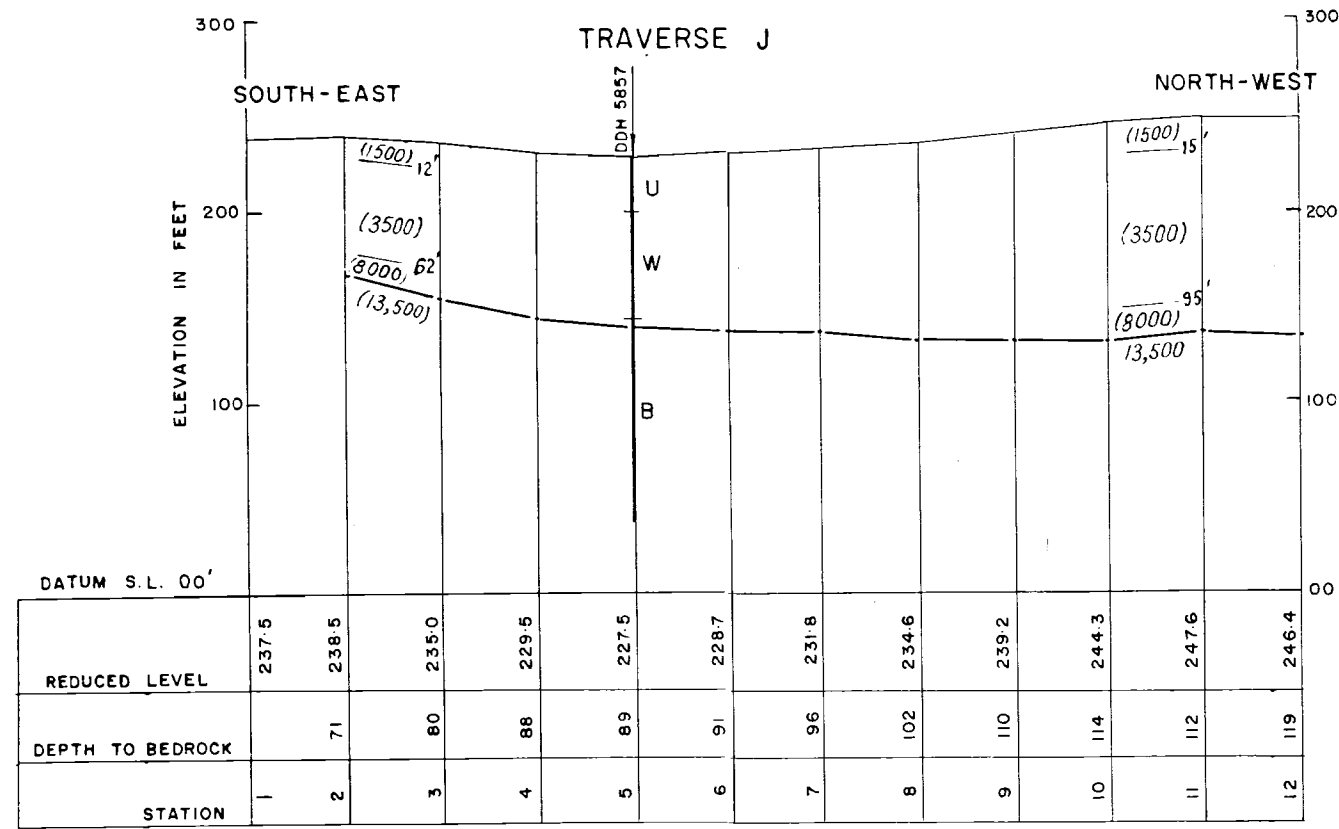 TRAVERSE J
300
300
SOUTH-EAST
NORTH-WEST
DDH 5857
ELEVATION IN FEET
(1500) 12'
(1500) 15'
U
200
200
(3500)
(3500)
W
(8000) 62'
95'
(8000)
(13,500)
13,500
100
100
B
DATUM S.L. 00'
00
REDUCED LEVEL 237·5 238·5 235·0 229·5 227·5 228·7 231·8 234·6 239·2 244·3 247·6 246·4
DEPTH TO BEDROCK 71 80 88 89 91 96 102 110 114 112 119
STATION 1 2 3 4 5 6 7 8 9 10 11 12